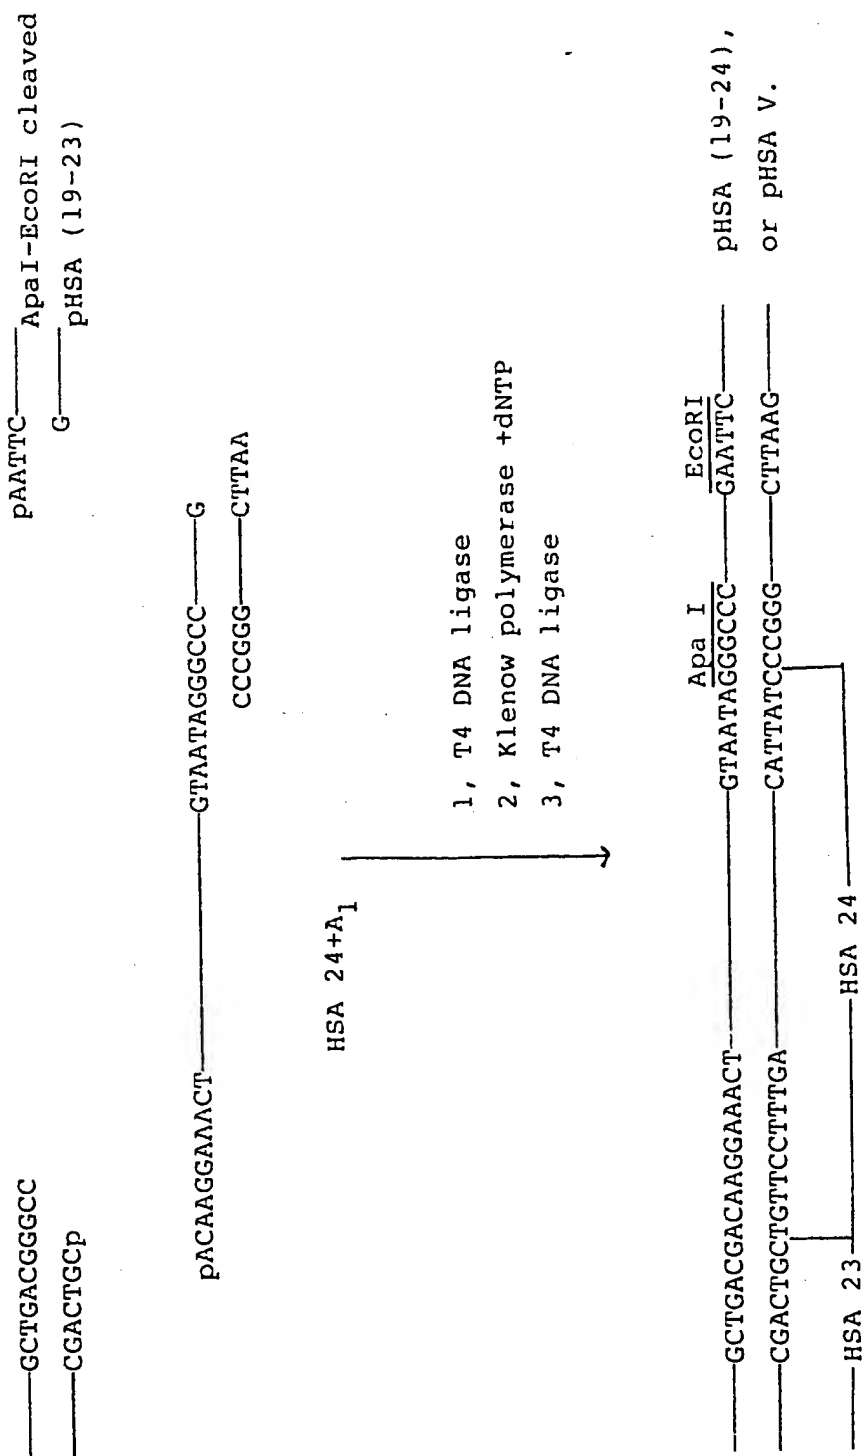 GCTGACGGGCC pAATTC ApaI-EcoRI cleaved
CGACTGCp G pHSA (19-23)
pACAAGGAAACT GTAATAGGGCCC G
CCCGGG CTTAA
HSA 24+A1
1, T4 DNA ligase
2, Klenow polymerase +dNTP
3, T4 DNA ligase
Apa I EcoRI
GCTGACGACAAGGAAACT GTAATAGGGCCC GAATTC pHSA (19-24),
CGACTGCTGTTCCTTTGA CATTATCCCGGG CTTAAG or pHSA V.
HSA 23 HSA 24